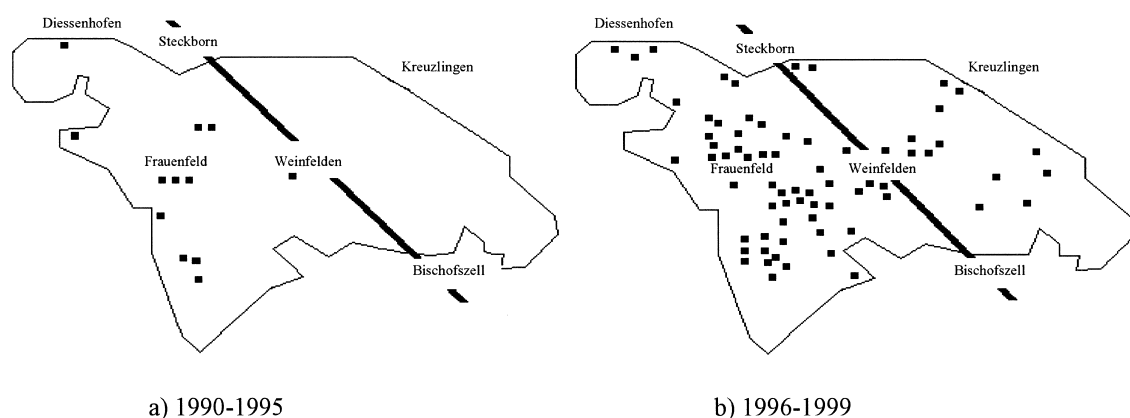 Diessenhofen
Steckborn
Kreuzlingen
Frauenfeld
Weinfelden
Bischofszell
a) 1990-1995
Diessenhofen
Steckborn
Kreuzlingen
Frauenfeld
Weinfelden
Bischofszell
b) 1996-1999